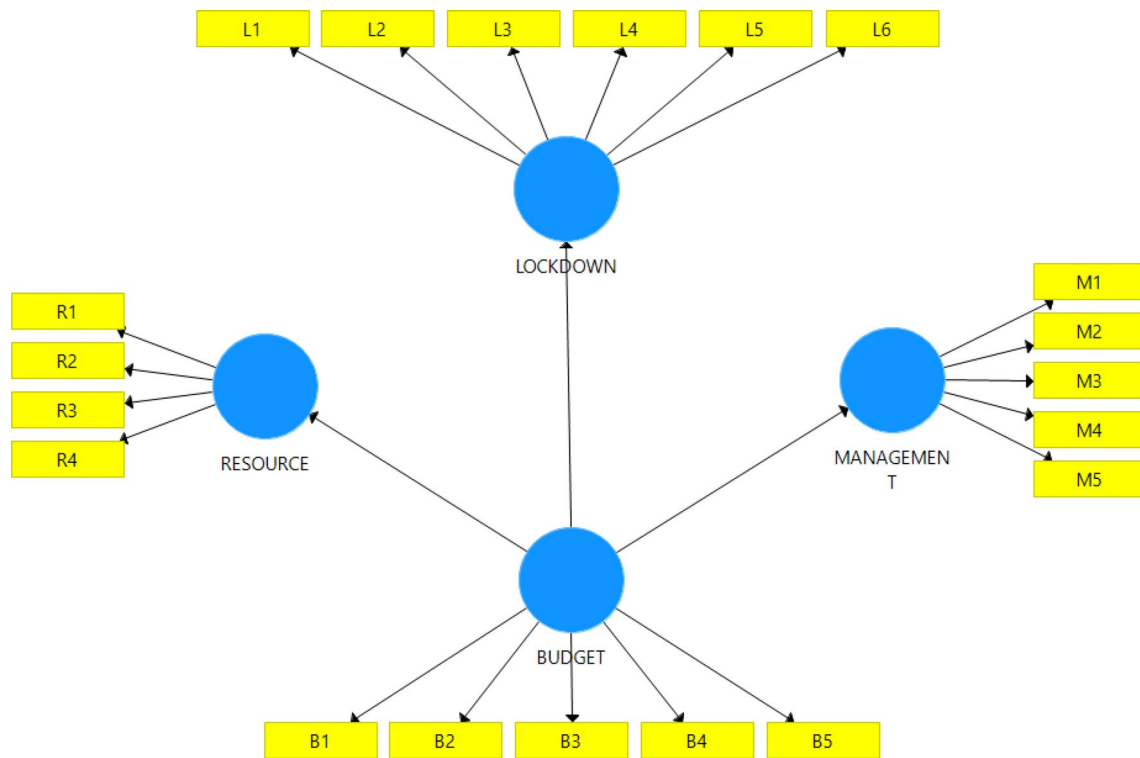 L1
L2
L3
L4
L5
L6
LOCKDOWN
R1
R2
R3
R4
RESOURCE
M1
M2
M3
M4
M5
MANAGEMEN
T
BUDGET
B1
B2
B3
B4
B5